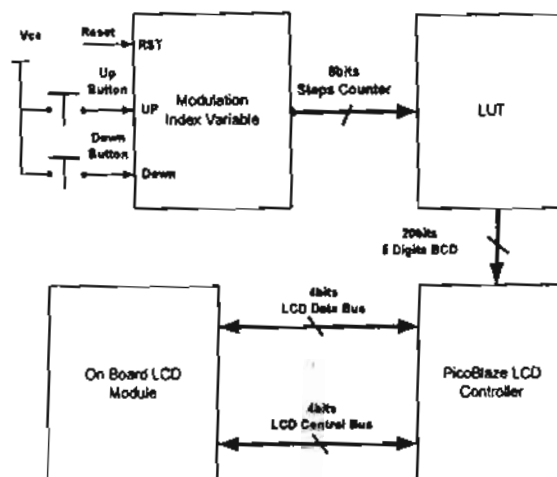 Vcc
Reset
RST
Up
Button
UP
Down
Button
Down
Modulation
Index Variable
8bits
Steps Counter
LUT
20bits
5 Digits BCD
4bits
LCD Data Bus
On Board LCD
Module
PicoBlaze LCD
Controller
4bits
LCD Control Bus